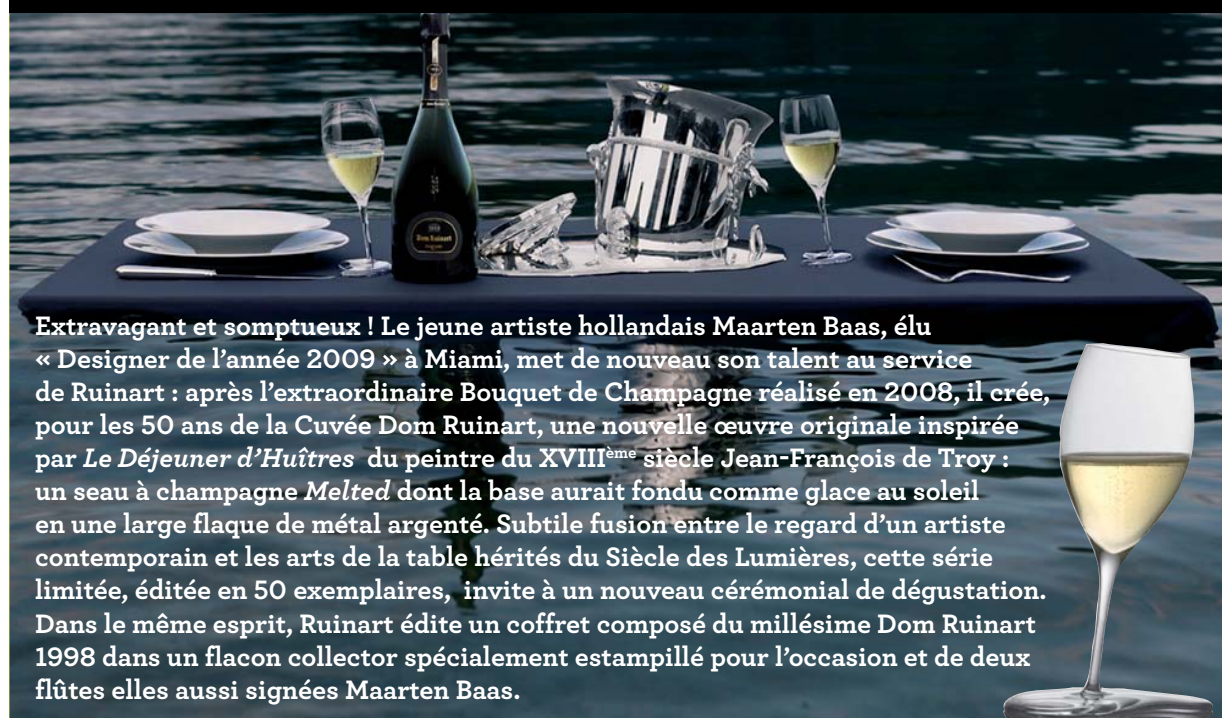 Dom Ruinart
Extravagant et somptueux ! Le jeune artiste hollandais Maarten Baas, élu
« Designer de l’année 2009 » à Miami, met de nouveau son talent au service
de Ruinart : après l’extraordinaire Bouquet de Champagne réalisé en 2008, il crée,
pour les 50 ans de la Cuvée Dom Ruinart, une nouvelle œuvre originale inspirée
par Le Déjeuner d’Huîtres du peintre du XVIIIème siècle Jean-François de Troy :
un seau à champagne Melted dont la base aurait fondu comme glace au soleil
en une large flaque de métal argenté. Subtile fusion entre le regard d’un artiste
contemporain et les arts de la table hérités du Siècle des Lumières, cette série
limitée, éditée en 50 exemplaires, invite à un nouveau cérémonial de dégustation.
Dans le même esprit, Ruinart édite un coffret composé du millésime Dom Ruinart
1998 dans un flacon collector spécialement estampillé pour l’occasion et de deux
flûtes elles aussi signées Maarten Baas.